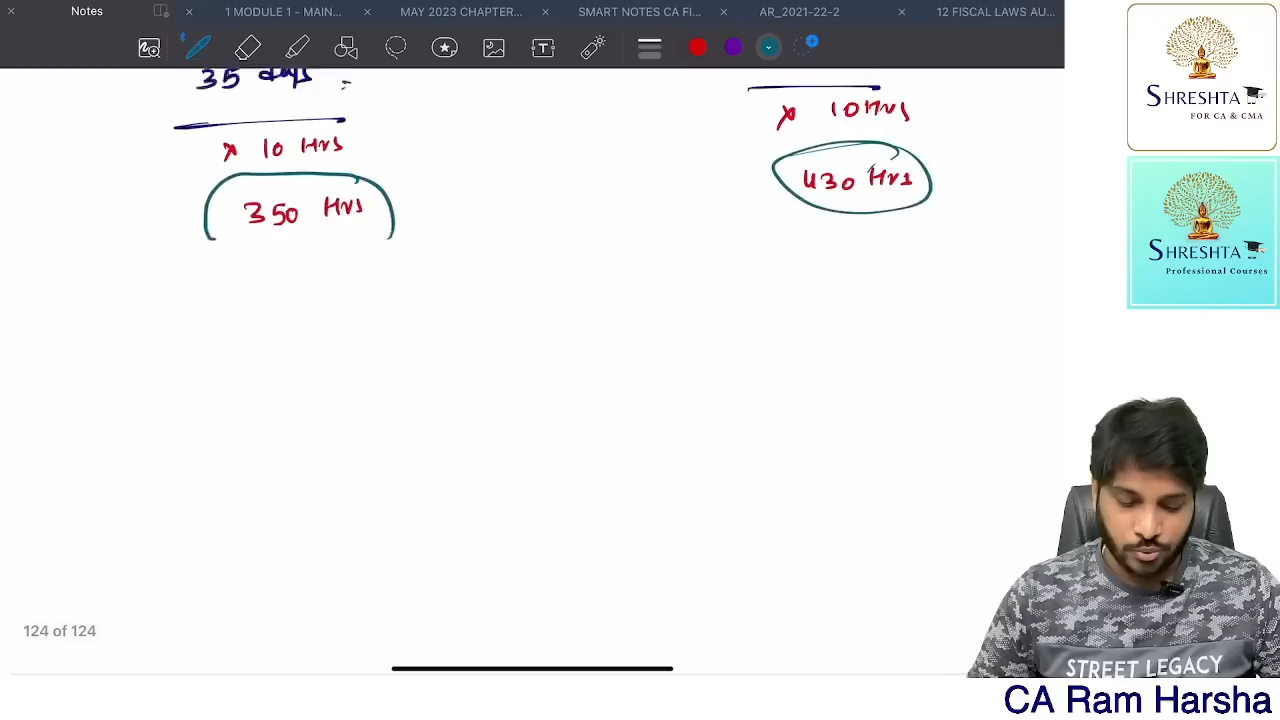 Notes
1 MODULE 1 - MAIN...
MAY 2023 CHAPTER...
SMART NOTES CA FI...
AR_2021-22-2
12 FISCAL LAWS AU...
35 days
x 10 Hrs
350 Hrs
x 10 Hrs
430 Hrs
124 of 124
SHRESHTA
FOR CA & CMA
SHRESHTA
Professional Courses
STREET LEGACY
CA Ram Harsha